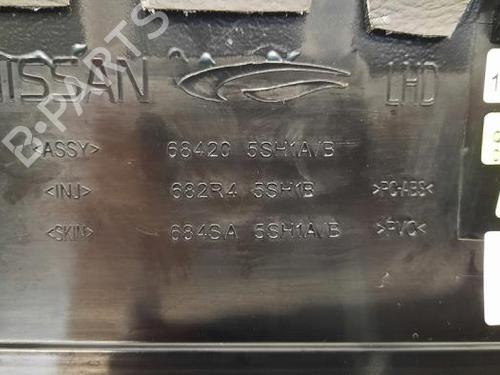 NISSAN LHD
<ASSY> 68420 5SH1A/B
<INJ> 682R4 5SH1B >PC+ABS<
<SKIN> 684SA 5SH1A/B >PVC<
B-PARTS